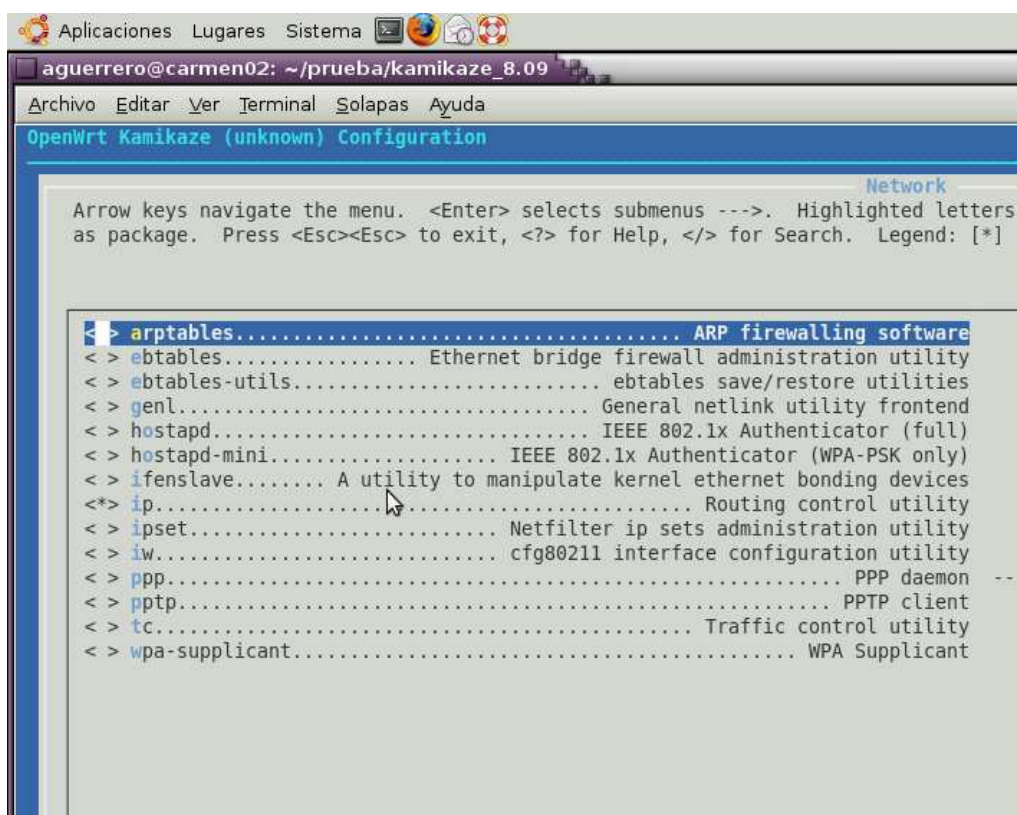 Aplicaciones Lugares Sistema
aguerrero@carmen02: ~/prueba/kamikaze_8.09
Archivo Editar Ver Terminal Solapas Ayuda
OpenWrt Kamikaze (unknown) Configuration
Network
Arrow keys navigate the menu. <Enter> selects submenus --->. Highlighted letters
as package. Press <Esc><Esc> to exit, <?> for Help, </> for Search. Legend: [*]
< > arptables....................................... ARP firewalling software
< > ebtables................. Ethernet bridge firewall administration utility
< > ebtables-utils........................... ebtables save/restore utilities
< > genl.................................... General netlink utility frontend
< > hostapd................................. IEEE 802.1x Authenticator (full)
< > hostapd-mini.................... IEEE 802.1x Authenticator (WPA-PSK only)
< > ifenslave........ A utility to manipulate kernel ethernet bonding devices
<*> ip............................................... Routing control utility
< > ipset........................... Netfilter ip sets administration utility
< > iw.............................. cfg80211 interface configuration utility
< > ppp........................................................... PPP daemon --
< > pptp......................................................... PPTP client
< > tc............................................... Traffic control utility
< > wpa-supplicant............................................ WPA Supplicant